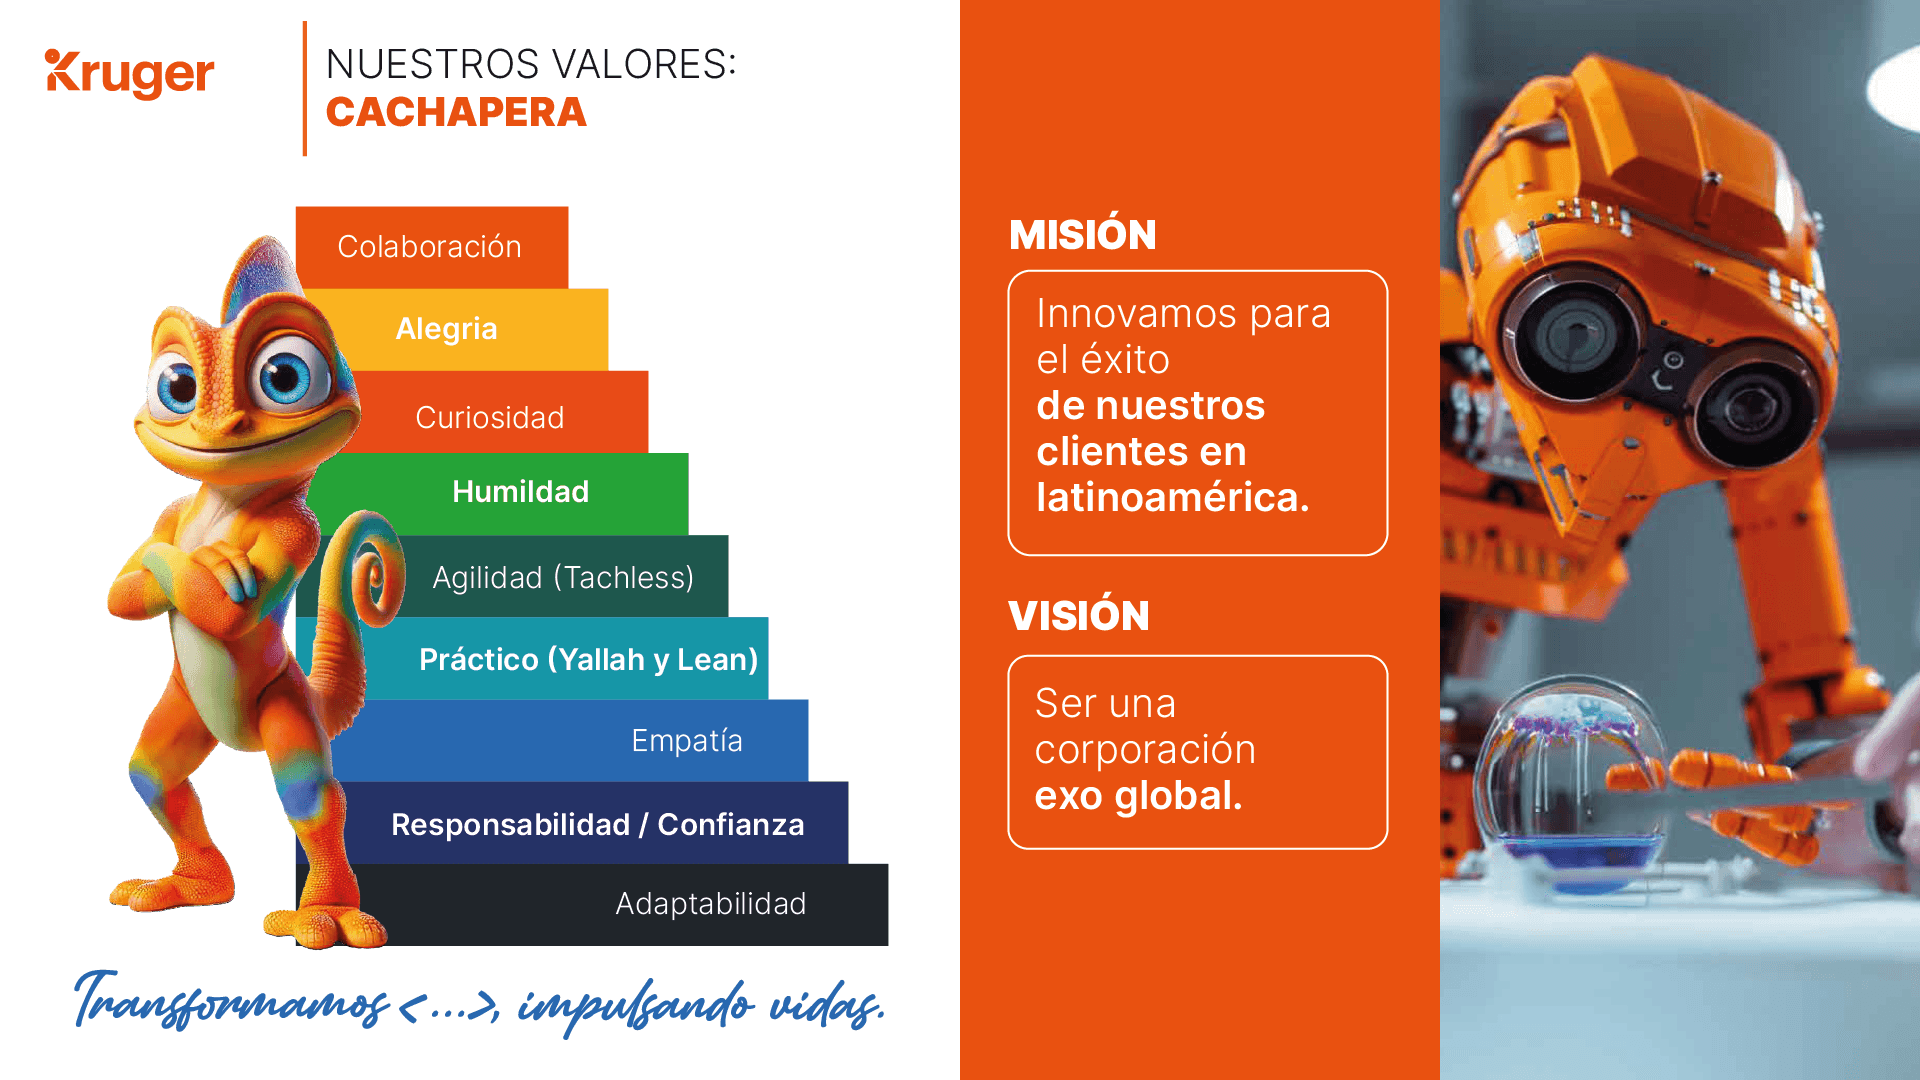 Kruger
NUESTROS VALORES:
CACHAPERA
Colaboración
Alegria
Curiosidad
Humildad
Agilidad (Tachless)
Práctico (Yallah y Lean)
Empatía
Responsabilidad / Confianza
Adaptabilidad
Transformamos <...>, impulsando vidas.
MISIÓN
Innovamos para
el éxito
de nuestros
clientes en
latinoamérica.
VISIÓN
Ser una
corporación
exo global.